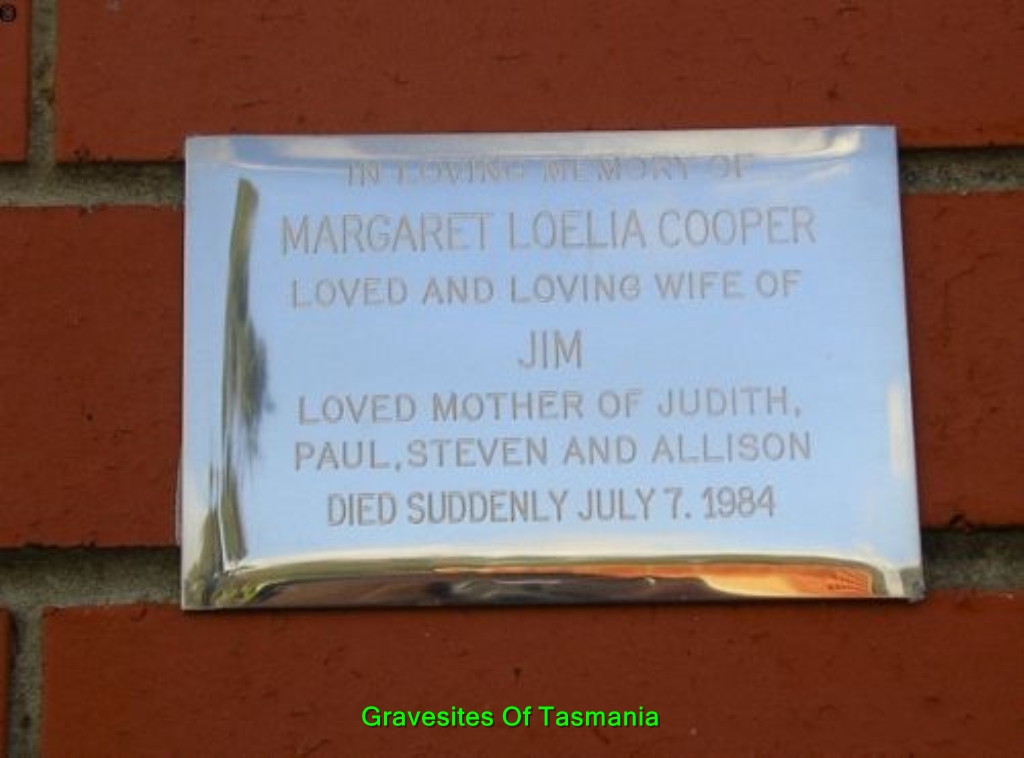 IN LOVING MEMORY OF
MARGARET LOELIA COOPER
LOVED AND LOVING WIFE OF
JIM
LOVED MOTHER OF JUDITH,
PAUL, STEVEN AND ALLISON
DIED SUDDENLY JULY 7. 1984
Gravesites Of Tasmania